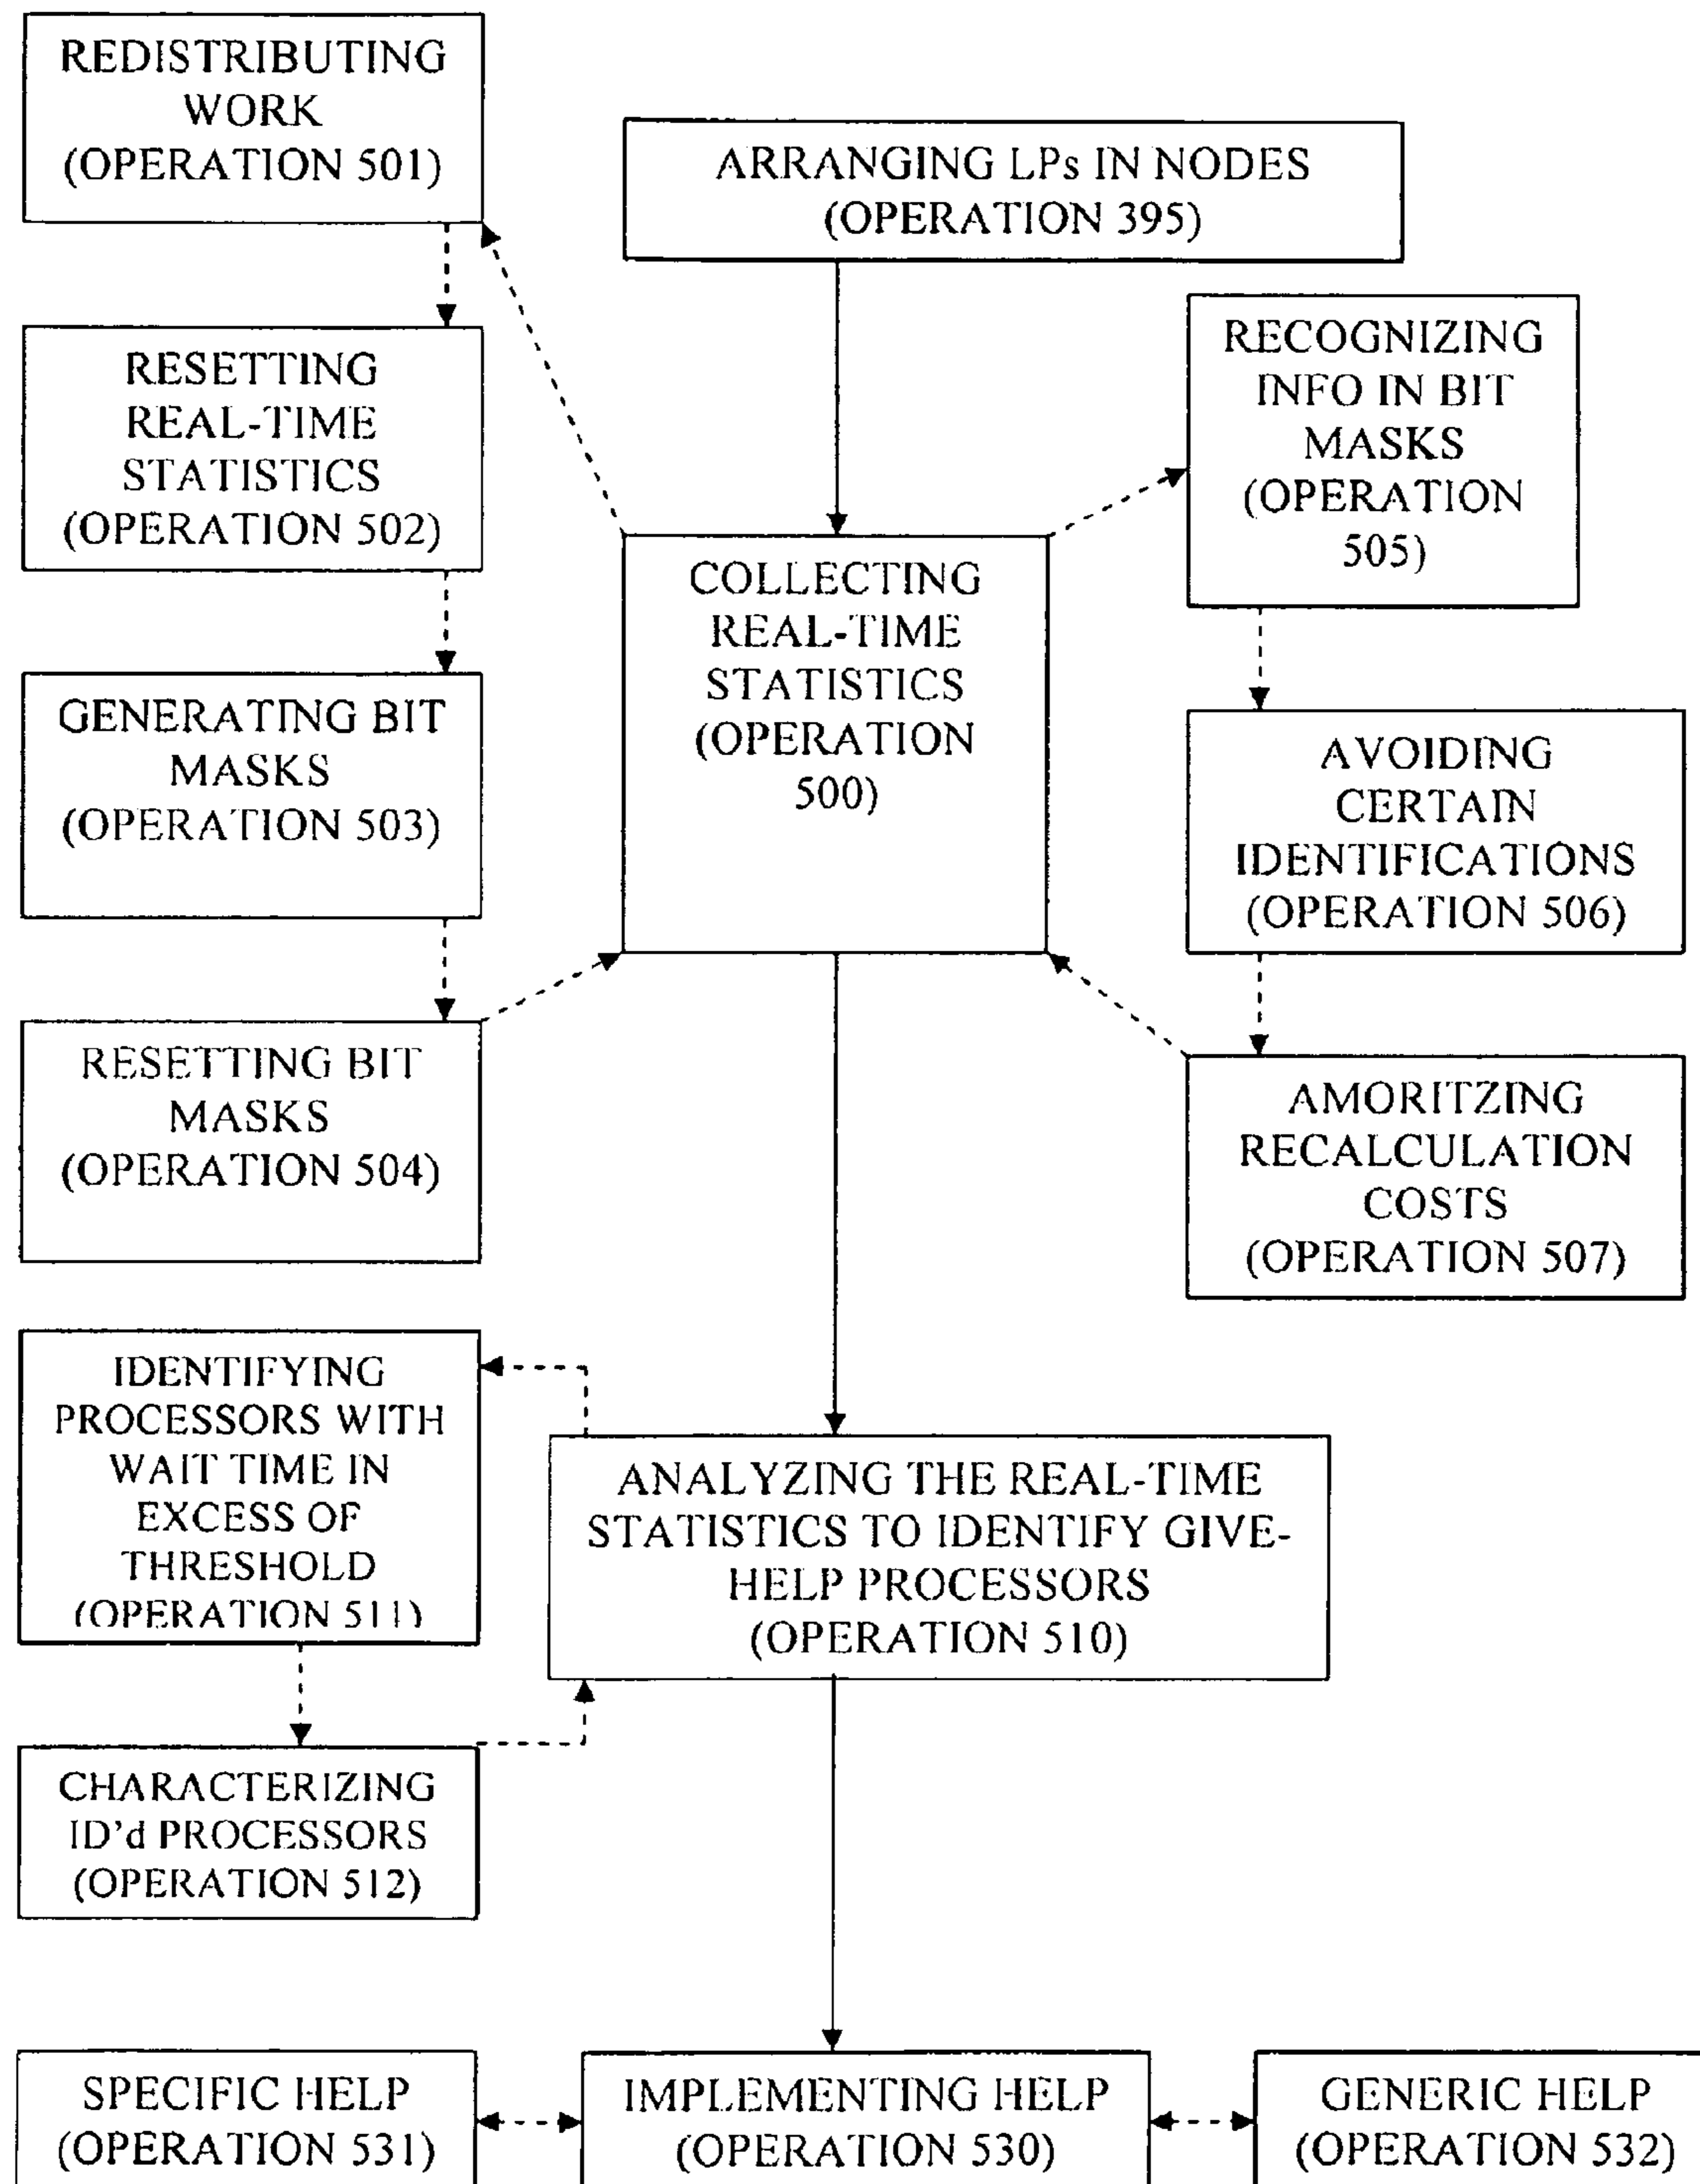 REDISTRIBUTING
WORK
(OPERATION 501)
ARRANGING LPs IN NODES
(OPERATION 395)
RESETTING
REAL-TIME
STATISTICS
(OPERATION 502)
RECOGNIZING
INFO IN BIT
MASKS
(OPERATION
505)
COLLECTING
REAL-TIME
STATISTICS
(OPERATION
500)
GENERATING BIT
MASKS
(OPERATION 503)
AVOIDING
CERTAIN
IDENTIFICATIONS
(OPERATION 506)
RESETTING BIT
MASKS
(OPERATION 504)
AMORITZING
RECALCULATION
COSTS
(OPERATION 507)
IDENTIFYING
PROCESSORS WITH
WAIT TIME IN
EXCESS OF
THRESHOLD
(OPERATION 511)
ANALYZING THE REAL-TIME
STATISTICS TO IDENTIFY GIVE-
HELP PROCESSORS
(OPERATION 510)
CHARACTERIZING
ID'd PROCESSORS
(OPERATION 512)
SPECIFIC HELP
(OPERATION 531)
IMPLEMENTING HELP
(OPERATION 530)
GENERIC HELP
(OPERATION 532)